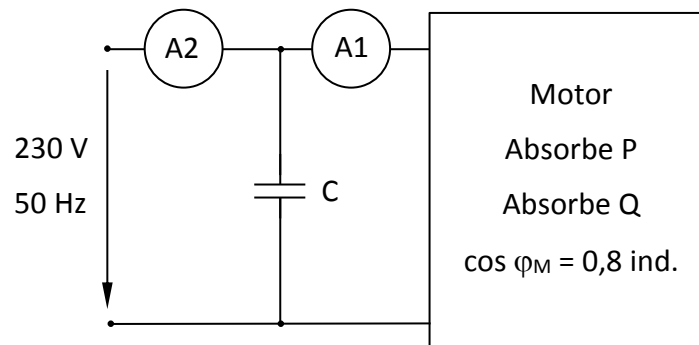 A2
A1
230 V
50 Hz
C
Motor
Absorbe P
Absorbe Q
cos φM = 0,8 ind.